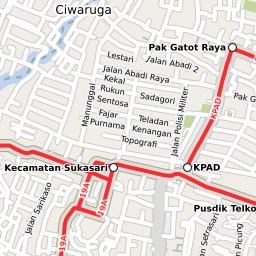 Ciwaruga
Pak Gatot Raya
Lestari
Jalan Abadi 2
Jalan Abadi Raya
Kekal
Rukun
Sadagori
Sentosa
Manunggal
KPAD
Pak G
Fajar
Teladan
Purnama
Kenangan
Jalan Polisi Militer
Topografi
Kecamatan Sukasari
KPAD
19A
19A
19A
Jalan Sarikaso
Pusdik Telko
Jalan Setrasari
Jalan Picung